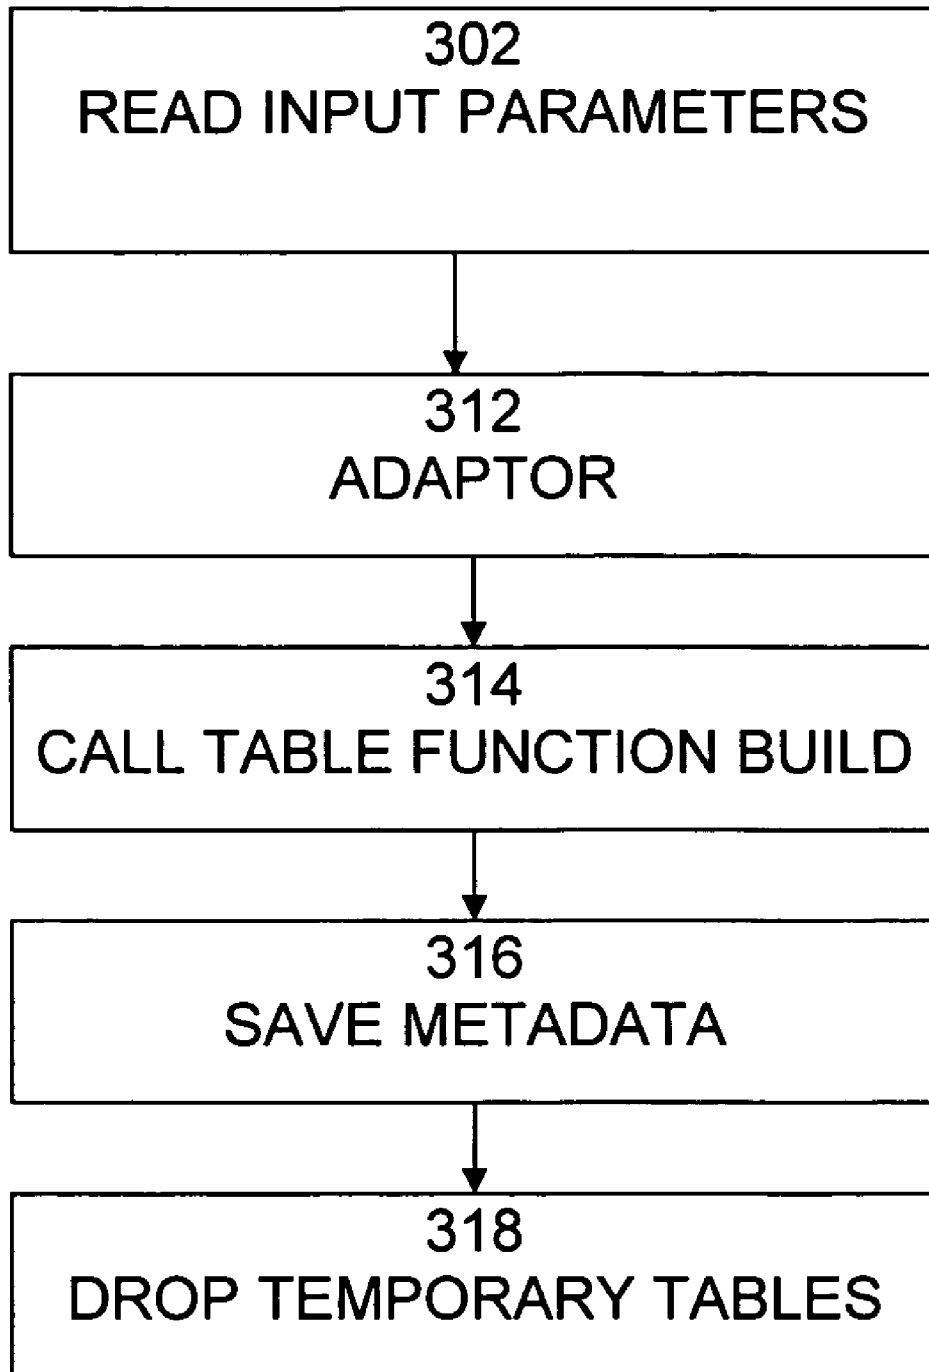 302
READ INPUT PARAMETERS
312
ADAPTOR
314
CALL TABLE FUNCTION BUILD
316
SAVE METADATA
318
DROP TEMPORARY TABLES